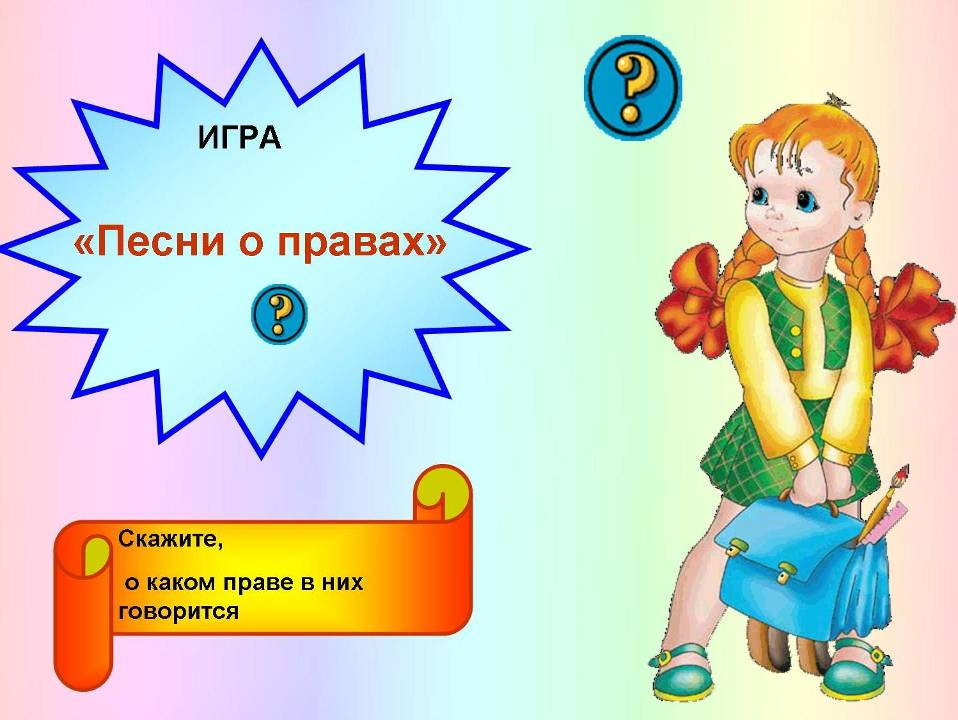 ИГРА
«Песни о правах»
?
?
Скажите,
о каком праве в них
говорится